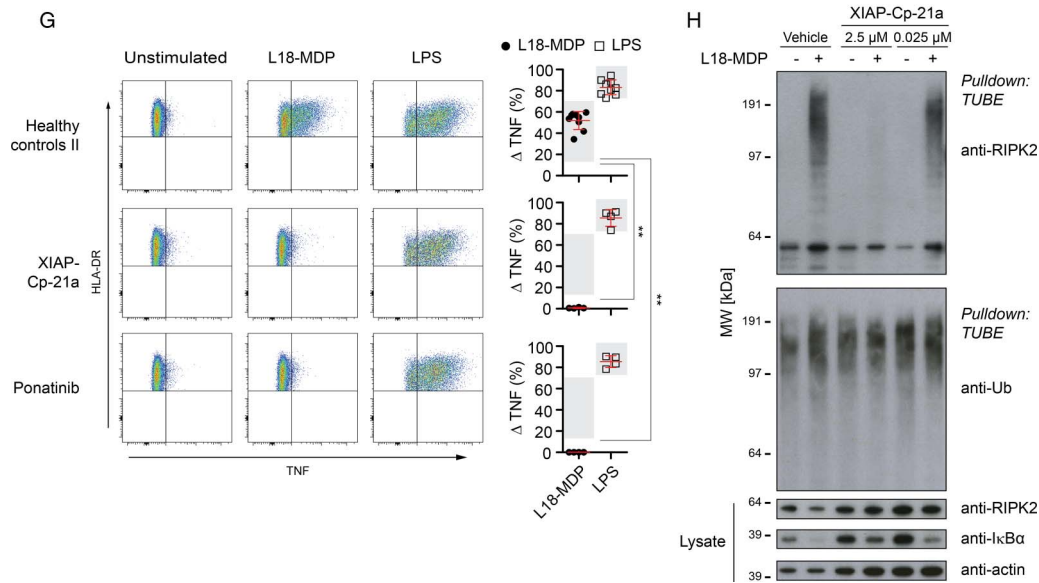 G
Unstimulated L18-MDP LPS
● L18-MDP □ LPS
Healthy
controls II
XIAP-
Cp-21a
Ponatinib
HLA-DR
TNF
Δ TNF (%)
100
80
60
40
20
0
Δ TNF (%)
100
80
60
40
20
0
Δ TNF (%)
100
80
60
40
20
0
**
**
L18-MDP LPS
H
XIAP-Cp-21a
Vehicle 2.5 µM 0.025 µM
L18-MDP - + - + - +
191 -
97 -
64 -
Pulldown:
TUBE
anti-RIPK2
MW [kDa]
191 -
97 -
64 -
Pulldown:
TUBE
anti-Ub
Lysate
64 - anti-RIPK2
39 - anti-IκBα
39 - anti-actin